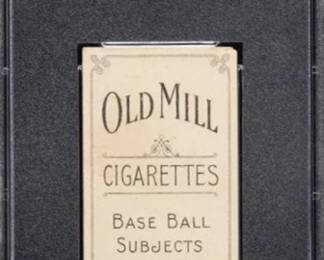 OLD MILL
CIGARETTES
BASE BALL
SUBJECTS